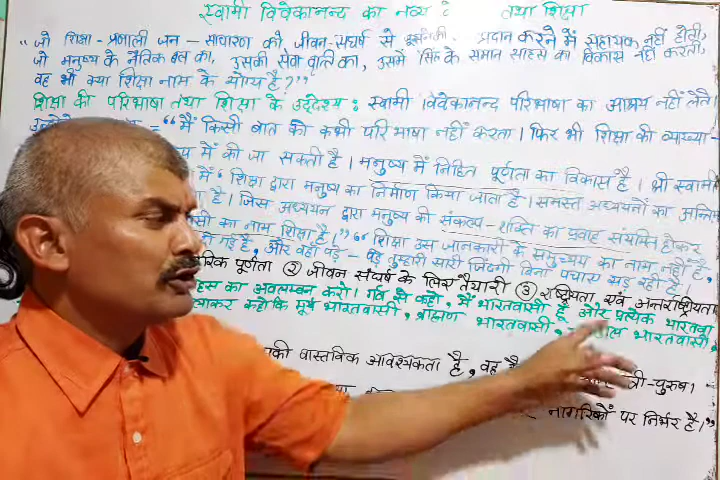 स्वामी विवेकानन्द का नव्य तथा शिक्षा
"जो शिक्षा - प्रणाली जन - साधारण को जीवन-संघर्ष से प्रदान करने में सहायक नहीं होती,
जो मनुष्य के नैतिक बल का, उसकी सेवा वृत्ति का, उसमें सिंह के समान साहस का विकास नहीं करती,
वह भी क्या शिक्षा नाम के योग्य है?"
शिक्षा की परिभाषा तथा शिक्षा के उद्देश्य : स्वामी विवेकानन्द परिभाषा का आश्रय नहीं लेते।
= "मैं किसी बात की कभी परिभाषा नहीं करता। फिर भी शिक्षा की व्याख्या -
में की जा सकती है। मनुष्य में निहित पूर्णता का विकास है। श्री स्वामी
में "शिक्षा द्वारा मनुष्य का निर्माण किया जाता है। समस्त अध्ययनों का अन्तिम
है। जिस अध्ययन द्वारा मनुष्य की संकल्प-शक्ति का प्रवाह संयमित होकर
का नाम शिक्षा है।" "शिक्षा उस जानकारी के समुच्चय का नाम नहीं है,
गई है, और वहाँ पड़े - पड़े तुम्हारी सारी जिंदगी बिना पचाए सड़ रही है।
पूर्णता ② जीवन संघर्ष के लिए तैयारी ③ राष्ट्रियता एवं अन्तर्राष्ट्रियता
का अवलम्बन करो। गर्व से कहो, मैं भारतवासी हूँ और प्रत्येक भारतवा
कहो कि मूर्ख भारतवासी, ब्राह्मण भारतवासी, भारतवासी,
की वास्तविक आवश्यकता है, वह है स्त्री-पुरुष। -
नागरिकों पर निर्भर है।"